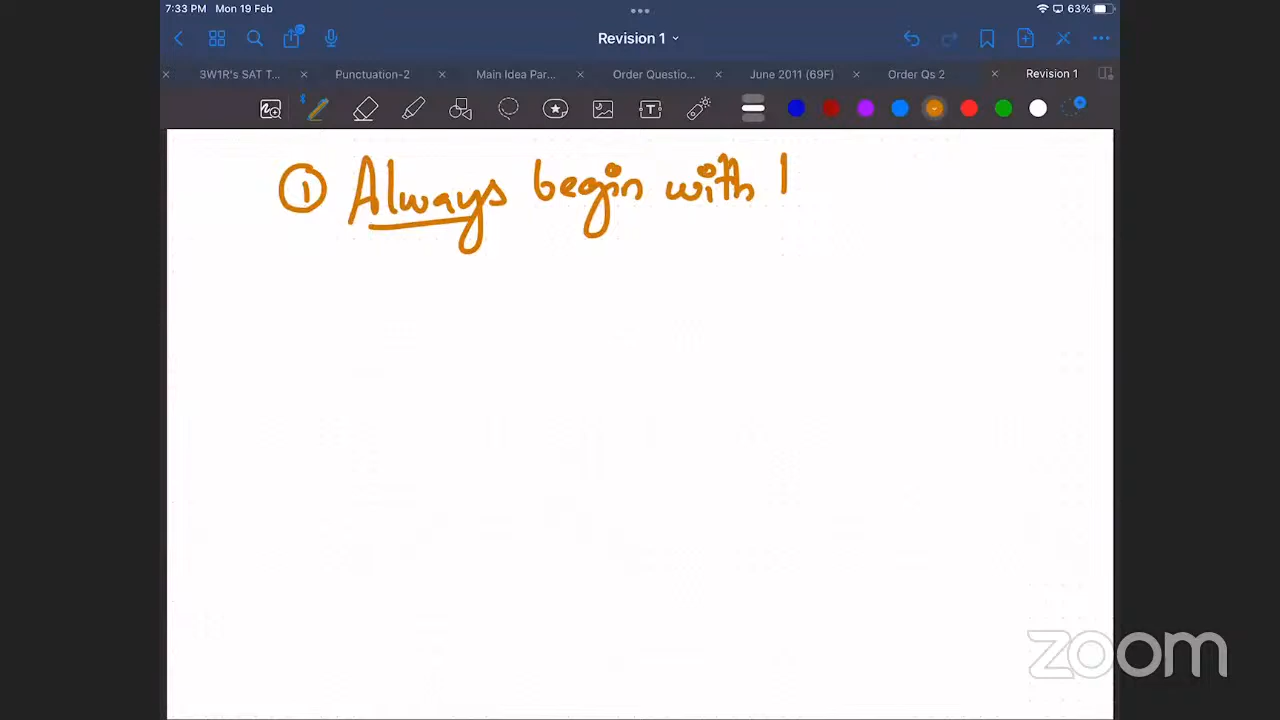 7:33 PM Mon 19 Feb
63%
Revision 1
3W1R's SAT T... Punctuation-2 Main Idea Par... Order Questio... June 2011 (69F) Order Qs 2 Revision 1
① Always begin with
zoom